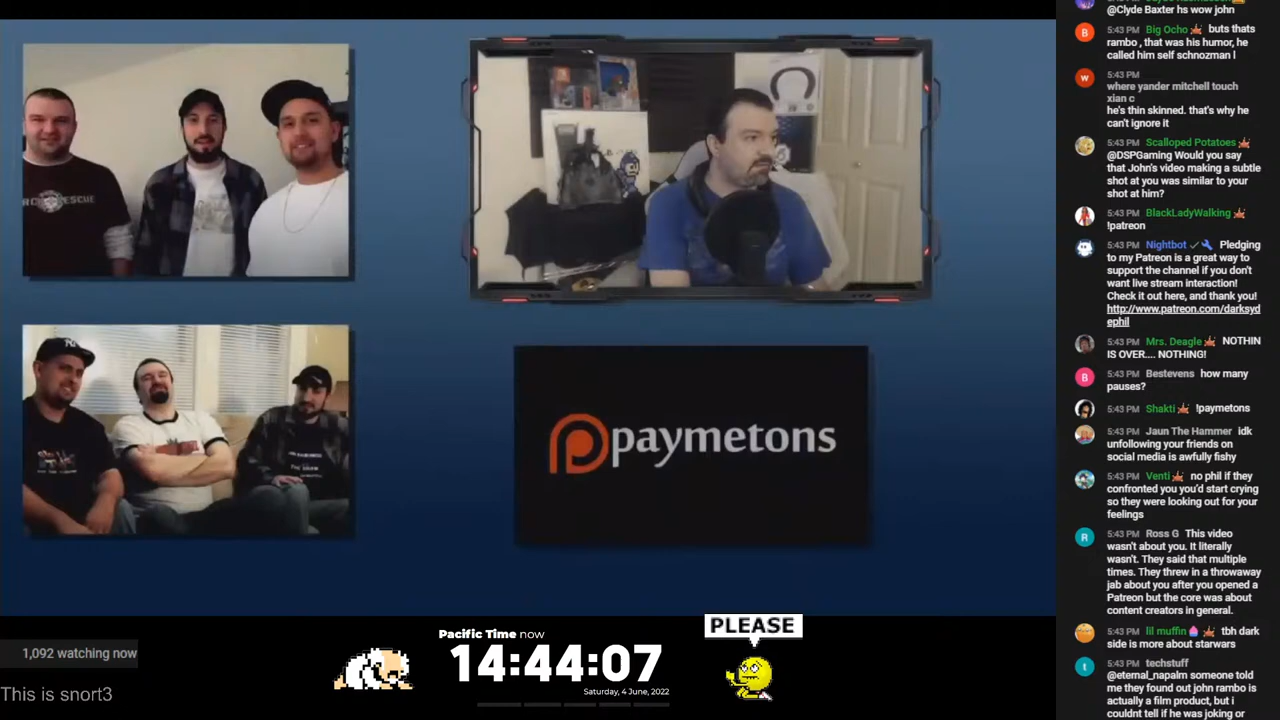 @Clyde Baxter hs wow john
5:43 PM Big Ocho buts thats
rambo , that was his humor, he
called him self schnozman l
5:43 PM
where yander mitchell touch
xian c
he's thin skinned. that's why he
can't ignore it
5:43 PM Scalloped Potatoes
@DSPGaming Would you say
that John's video making a subtle
shot at you was similar to your
shot at him?
5:43 PM BlackLadyWalking
!patreon
5:43 PM Nightbot Pledging
to my Patreon is a great way to
support the channel if you don't
want live stream interaction!
Check it out here, and thank you!
http://www.patreon.com/darksyd
ephil
5:43 PM Mrs. Deagle NOTHIN
IS OVER.... NOTHING!
5:43 PM Bestevens how many
pauses?
5:43 PM Shakti !paymetons
5:43 PM Jaun The Hammer idk
unfollowing your friends on
social media is awfully fishy
5:43 PM Venti no phil if they
confronted you you'd start crying
so they were looking out for your
feelings
5:43 PM Ross G This video
wasn't about you. It literally
wasn't. They said that multiple
times. They threw in a throwaway
jab about you after you opened a
Patreon but the core was about
content creators in general.
5:43 PM lil muffin tbh dark
side is more about starwars
5:43 PM techstuff
@eternal_napalm someone told
me they found out john rambo is
actually a film product, but i
couldnt tell if he was joking or
paymetons
PLEASE
Pacific Time now
14:44:07
Saturday, 4 June, 2022
1,092 watching now
This is snort3